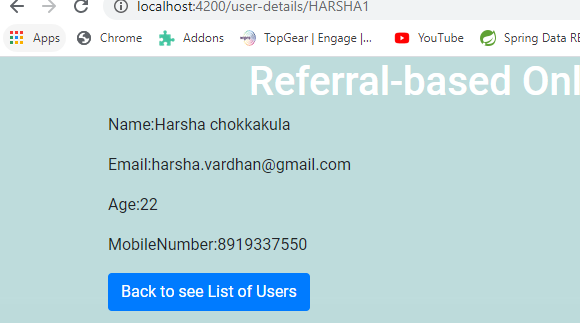 localhost:4200/user-details/HARSHA1
Apps Chrome Addons TopGear | Engage |... YouTube Spring Data RE
Referral-based Onl
Name:Harsha chokkakula
Email:harsha.vardhan@gmail.com
Age:22
MobileNumber:8919337550
Back to see List of Users